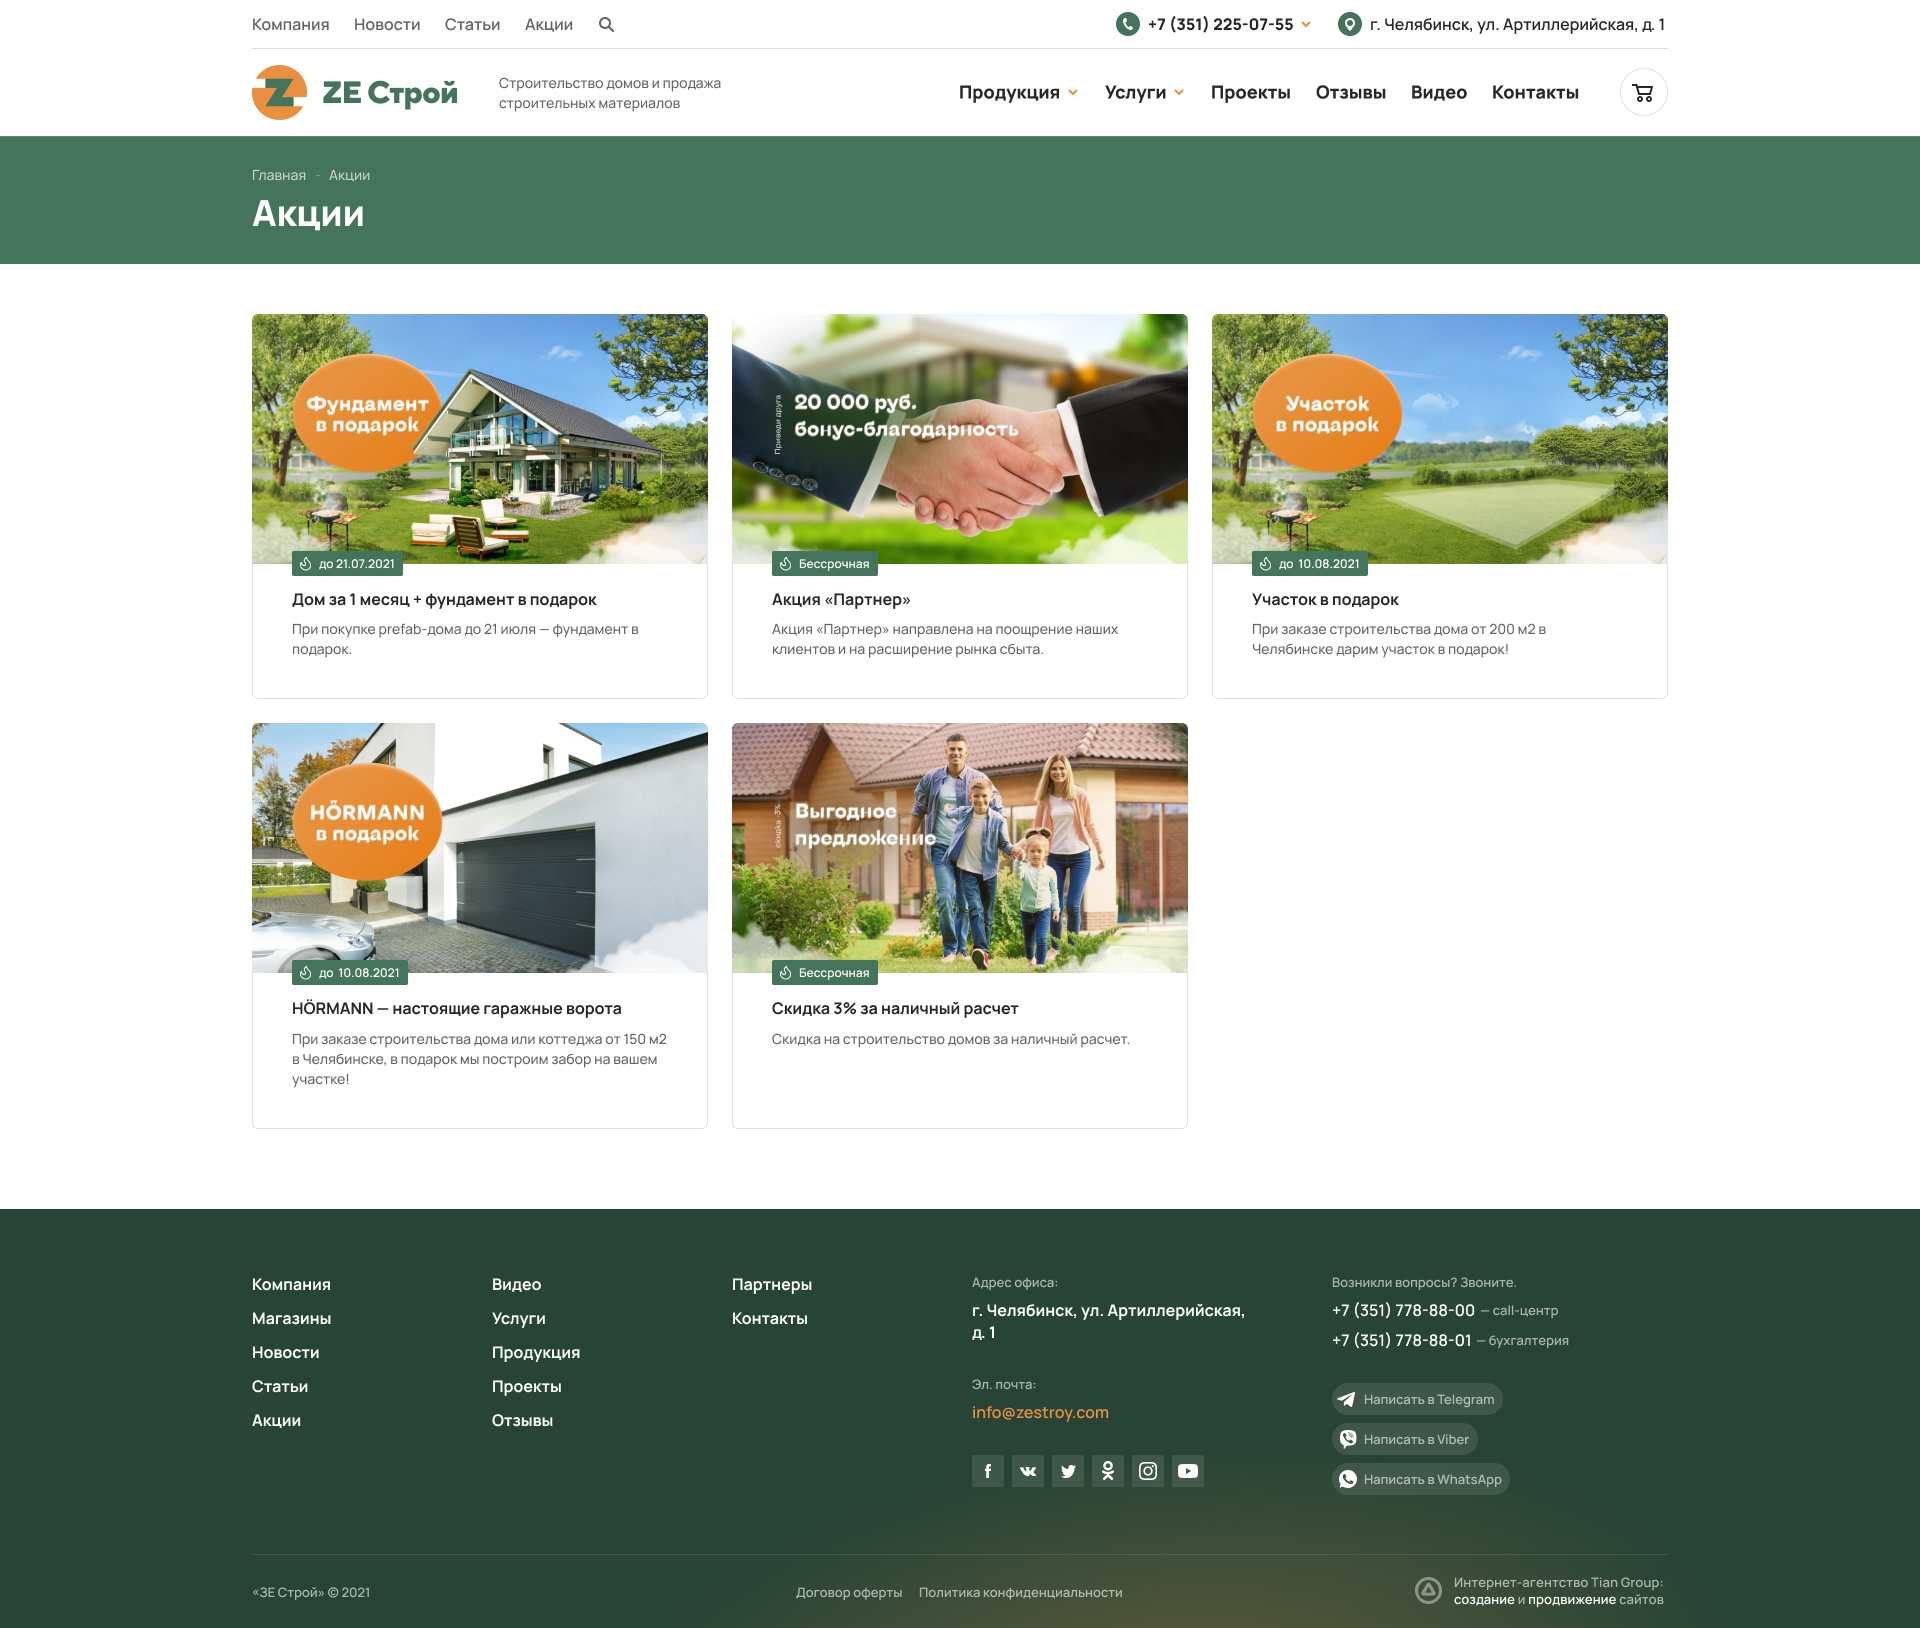 Компания
Новости
Статьи
Акции
+7 (351) 225-07-55
г. Челябинск, ул. Артиллерийская, д. 1
ZE Строй
Строительство домов и продажа
строительных материалов
Продукция
Услуги
Проекты
Отзывы
Видео
Контакты
Главная - Акции
Акции
Фундамент
в подарок
до 21.07.2021
Дом за 1 месяц + фундамент в подарок
При покупке prefab-дома до 21 июля — фундамент в
подарок.
Приведи друга
20 000 руб.
бонус-благодарность
Бессрочная
Акция «Партнер»
Акция «Партнер» направлена на поощрение наших
клиентов и на расширение рынка сбыта.
Участок
в подарок
до 10.08.2021
Участок в подарок
При заказе строительства дома от 200 м2 в
Челябинске дарим участок в подарок!
HÖRMANN
в подарок
до 10.08.2021
HÖRMANN — настоящие гаражные ворота
При заказе строительства дома или коттеджа от 150 м2
в Челябинске, в подарок мы построим забор на вашем
участке!
скидка -3%
Выгодное
предложение
Бессрочная
Скидка 3% за наличный расчет
Скидка на строительство домов за наличный расчет.
Компания
Магазины
Новости
Статьи
Акции
Видео
Услуги
Продукция
Проекты
Отзывы
Партнеры
Контакты
Адрес офиса:
г. Челябинск, ул. Артиллерийская,
д. 1
Эл. почта:
info@zestroy.com
Возникли вопросы? Звоните.
+7 (351) 778-88-00 — call-центр
+7 (351) 778-88-01 — бухгалтерия
Написать в Telegram
Написать в Viber
Написать в WhatsApp
«ЗЕ Строй» © 2021
Договор оферты
Политика конфиденциальности
Интернет-агентство Tian Group:
создание и продвижение сайтов